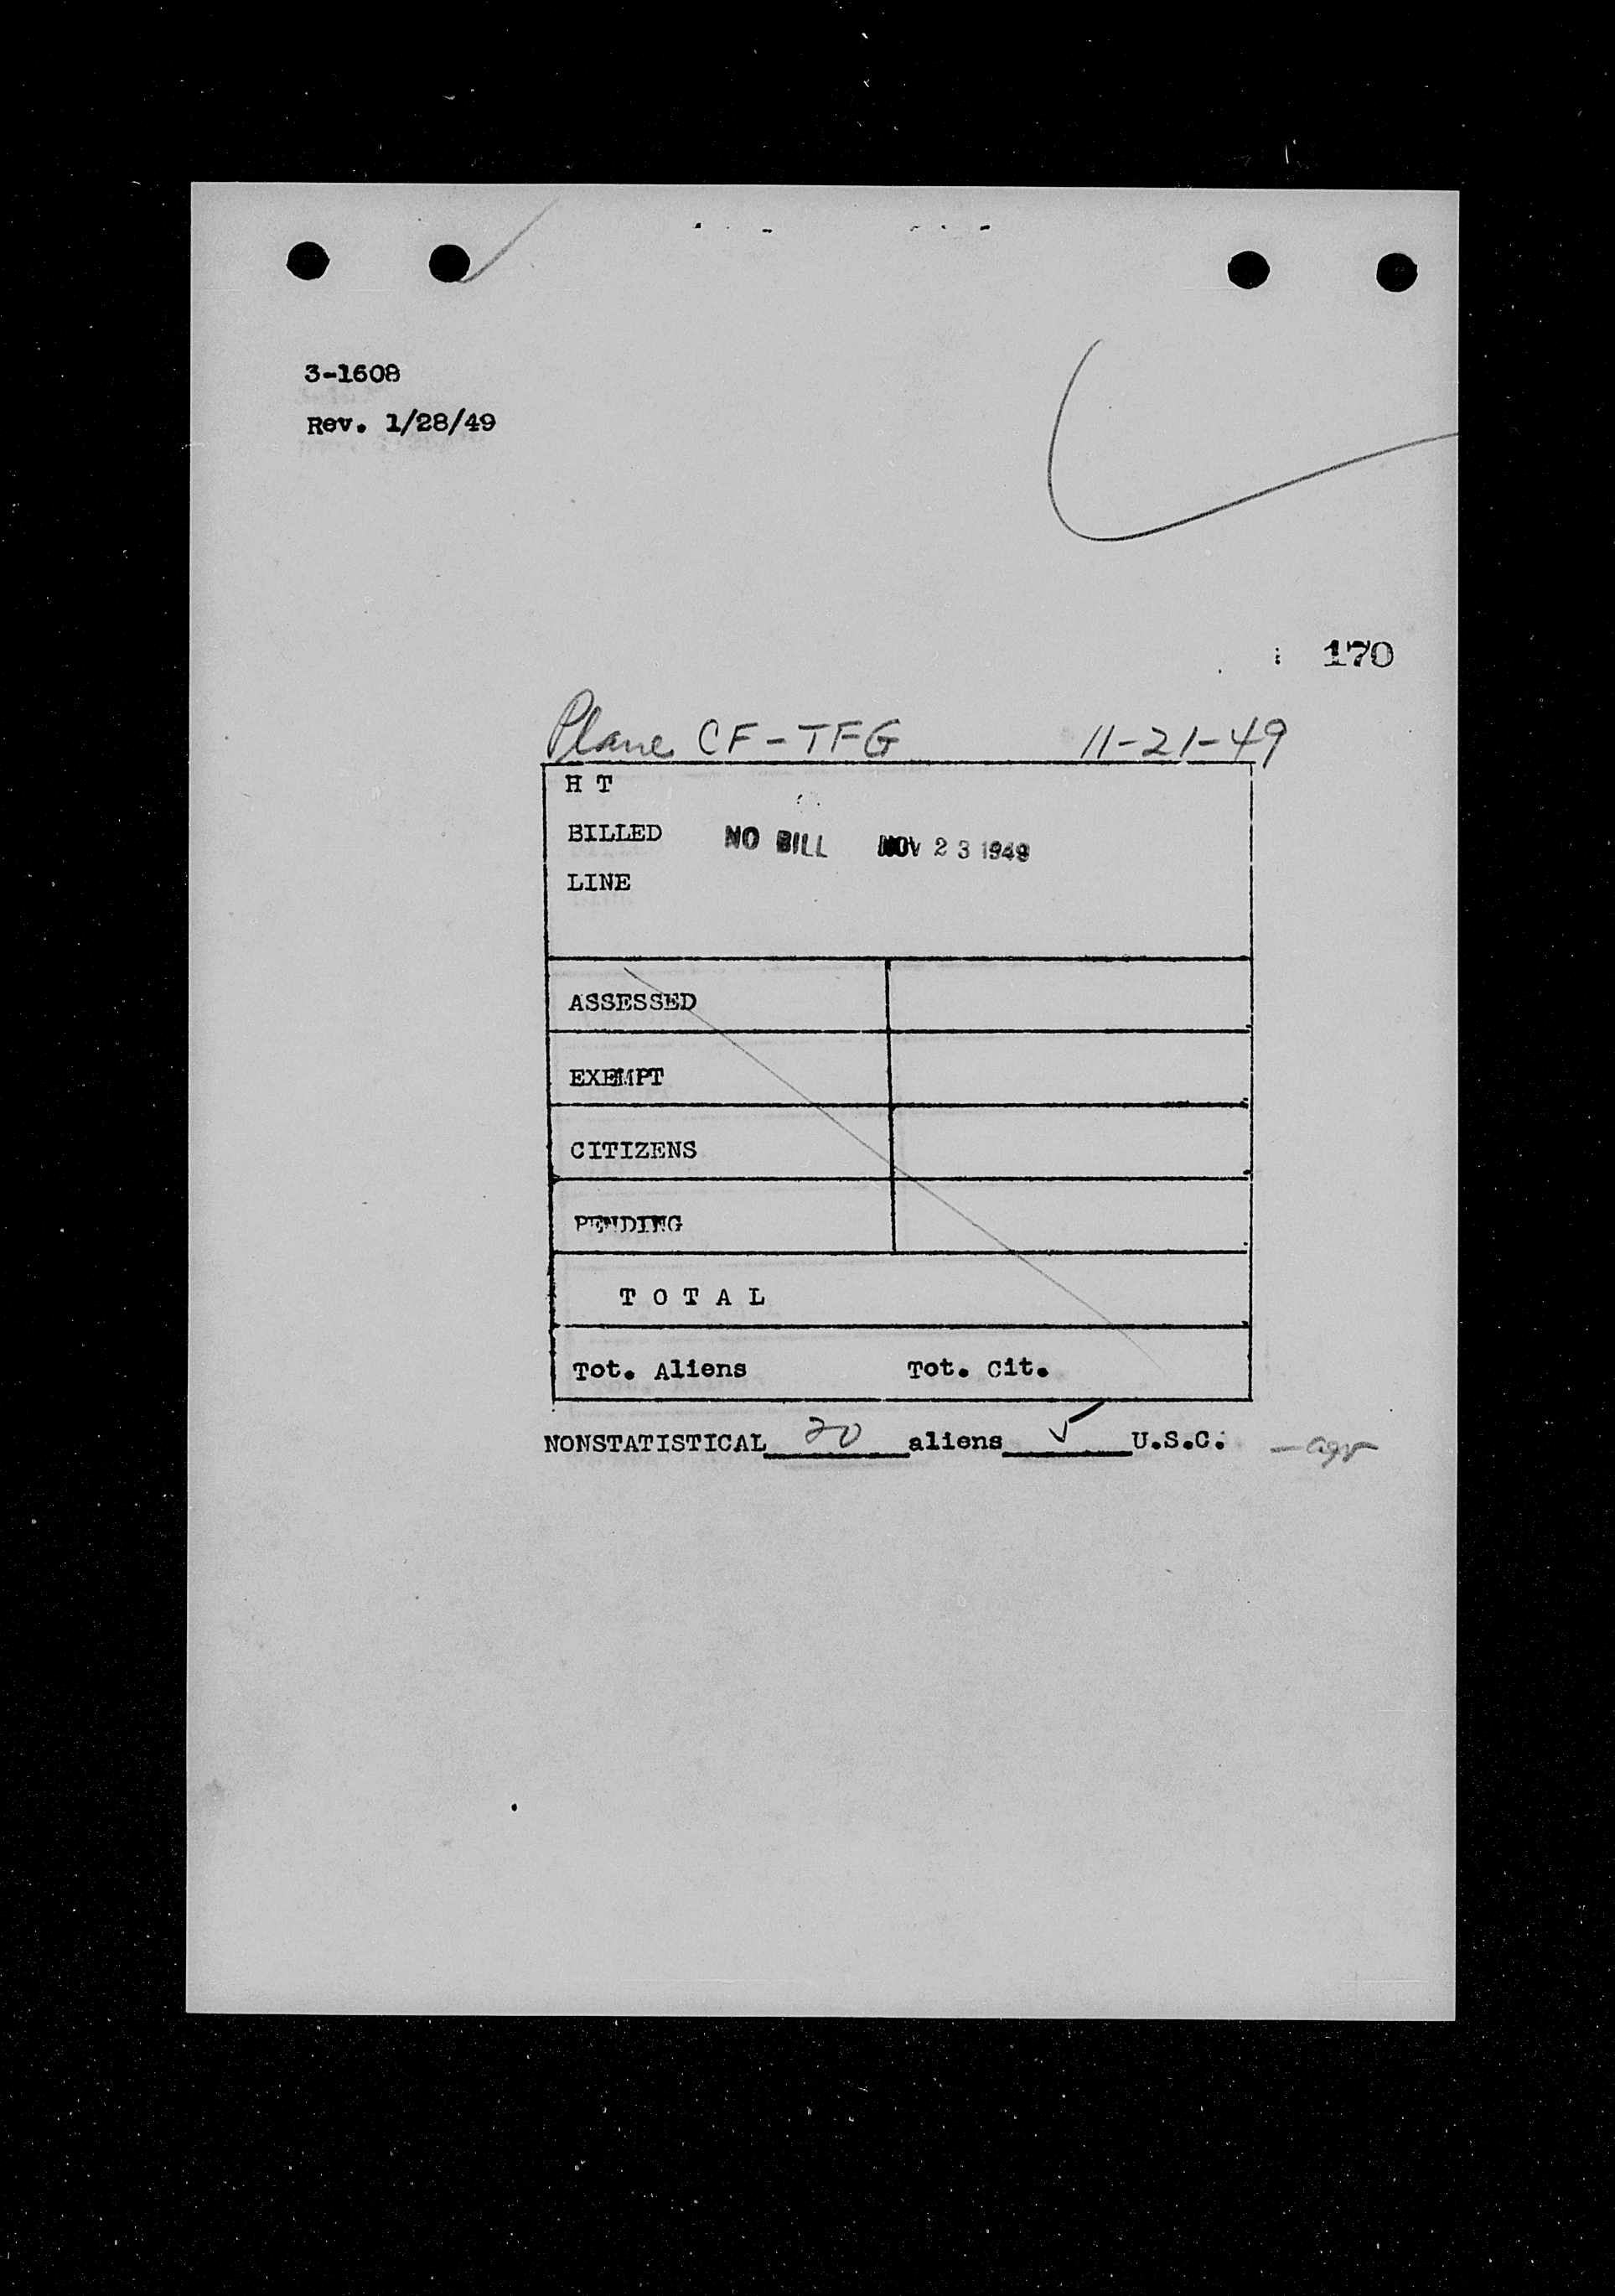 3-1608
Rev. 1/28/49
170
Plane CF-TFG 11-21-49
H T
BILLED NO BILL NOV 23 1949
LINE
ASSESSED
EXEMPT
CITIZENS
PENDING
T O T A L
Tot. Aliens Tot. Cit.
NONSTATISTICAL 20 aliens 5 U.S.C.